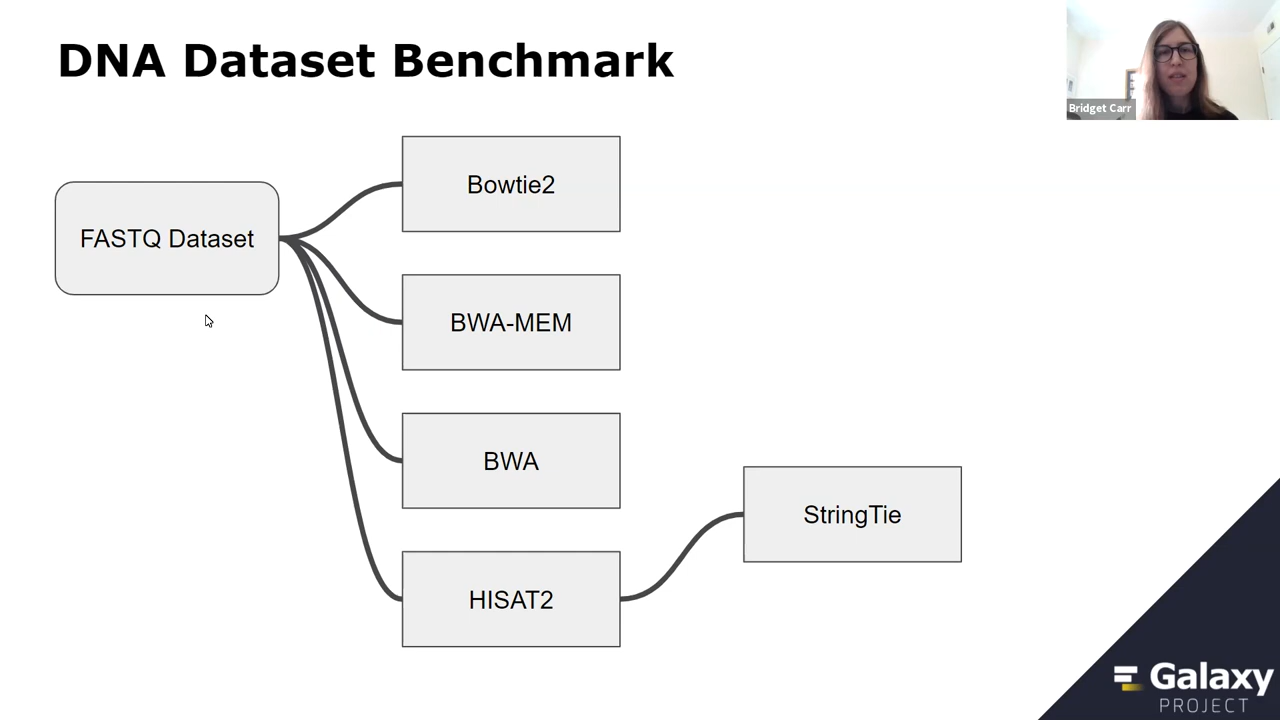 DNA Dataset Benchmark
Bridget Carr
Bowtie2
FASTQ Dataset
BWA-MEM
BWA
StringTie
HISAT2
Galaxy
PROJECT